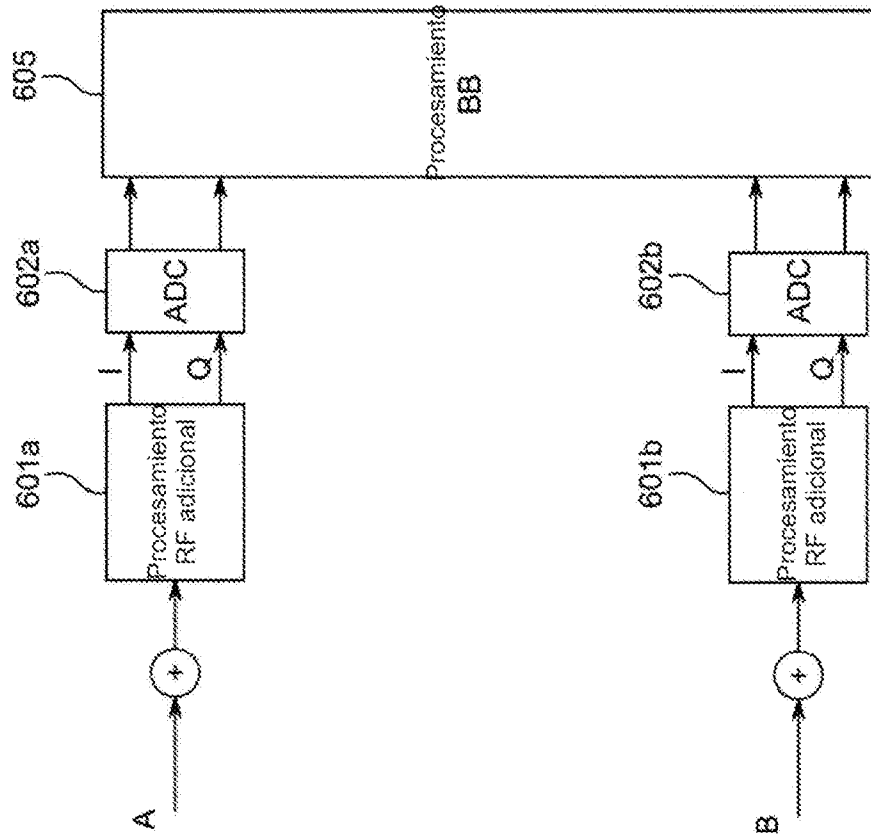 605
Procesamiento
BB
602a
ADC
602b
ADC
I
Q
I
Q
601a
Procesamiento
RF adicional
601b
Procesamiento
RF adicional
+
+
A
B